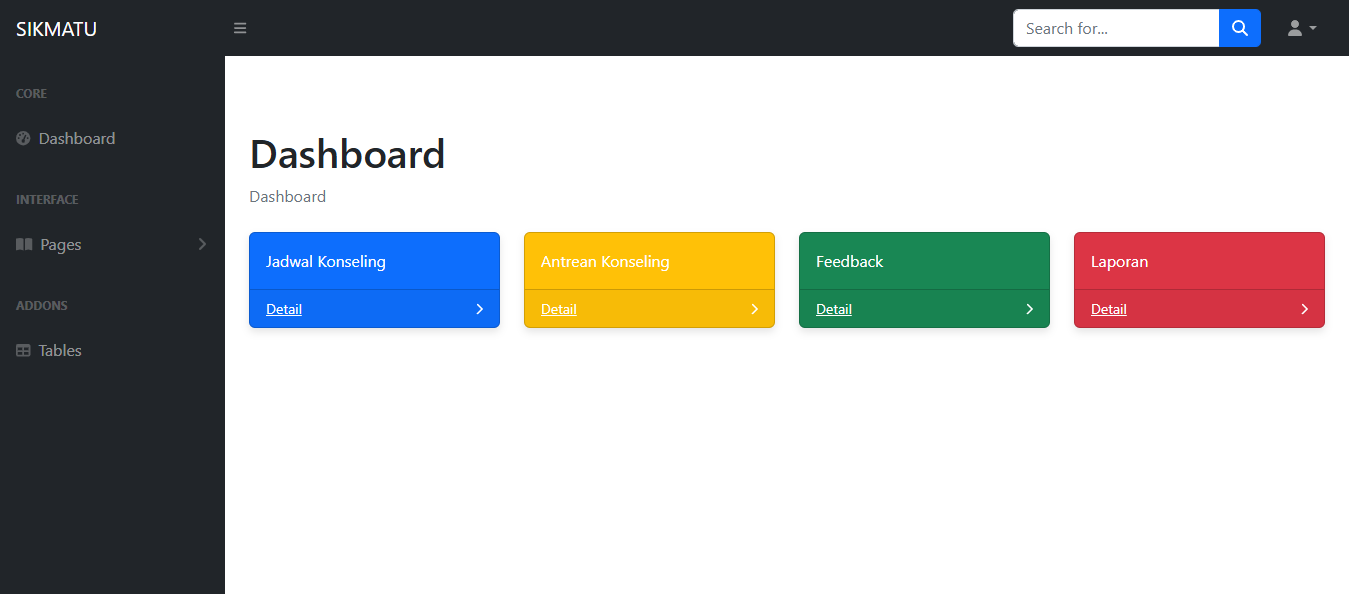 SIKMATU
Search for...
CORE
Dashboard
INTERFACE
Pages
ADDONS
Tables
Dashboard
Dashboard
Jadwal Konseling
Detail
Antrean Konseling
Detail
Feedback
Detail
Laporan
Detail